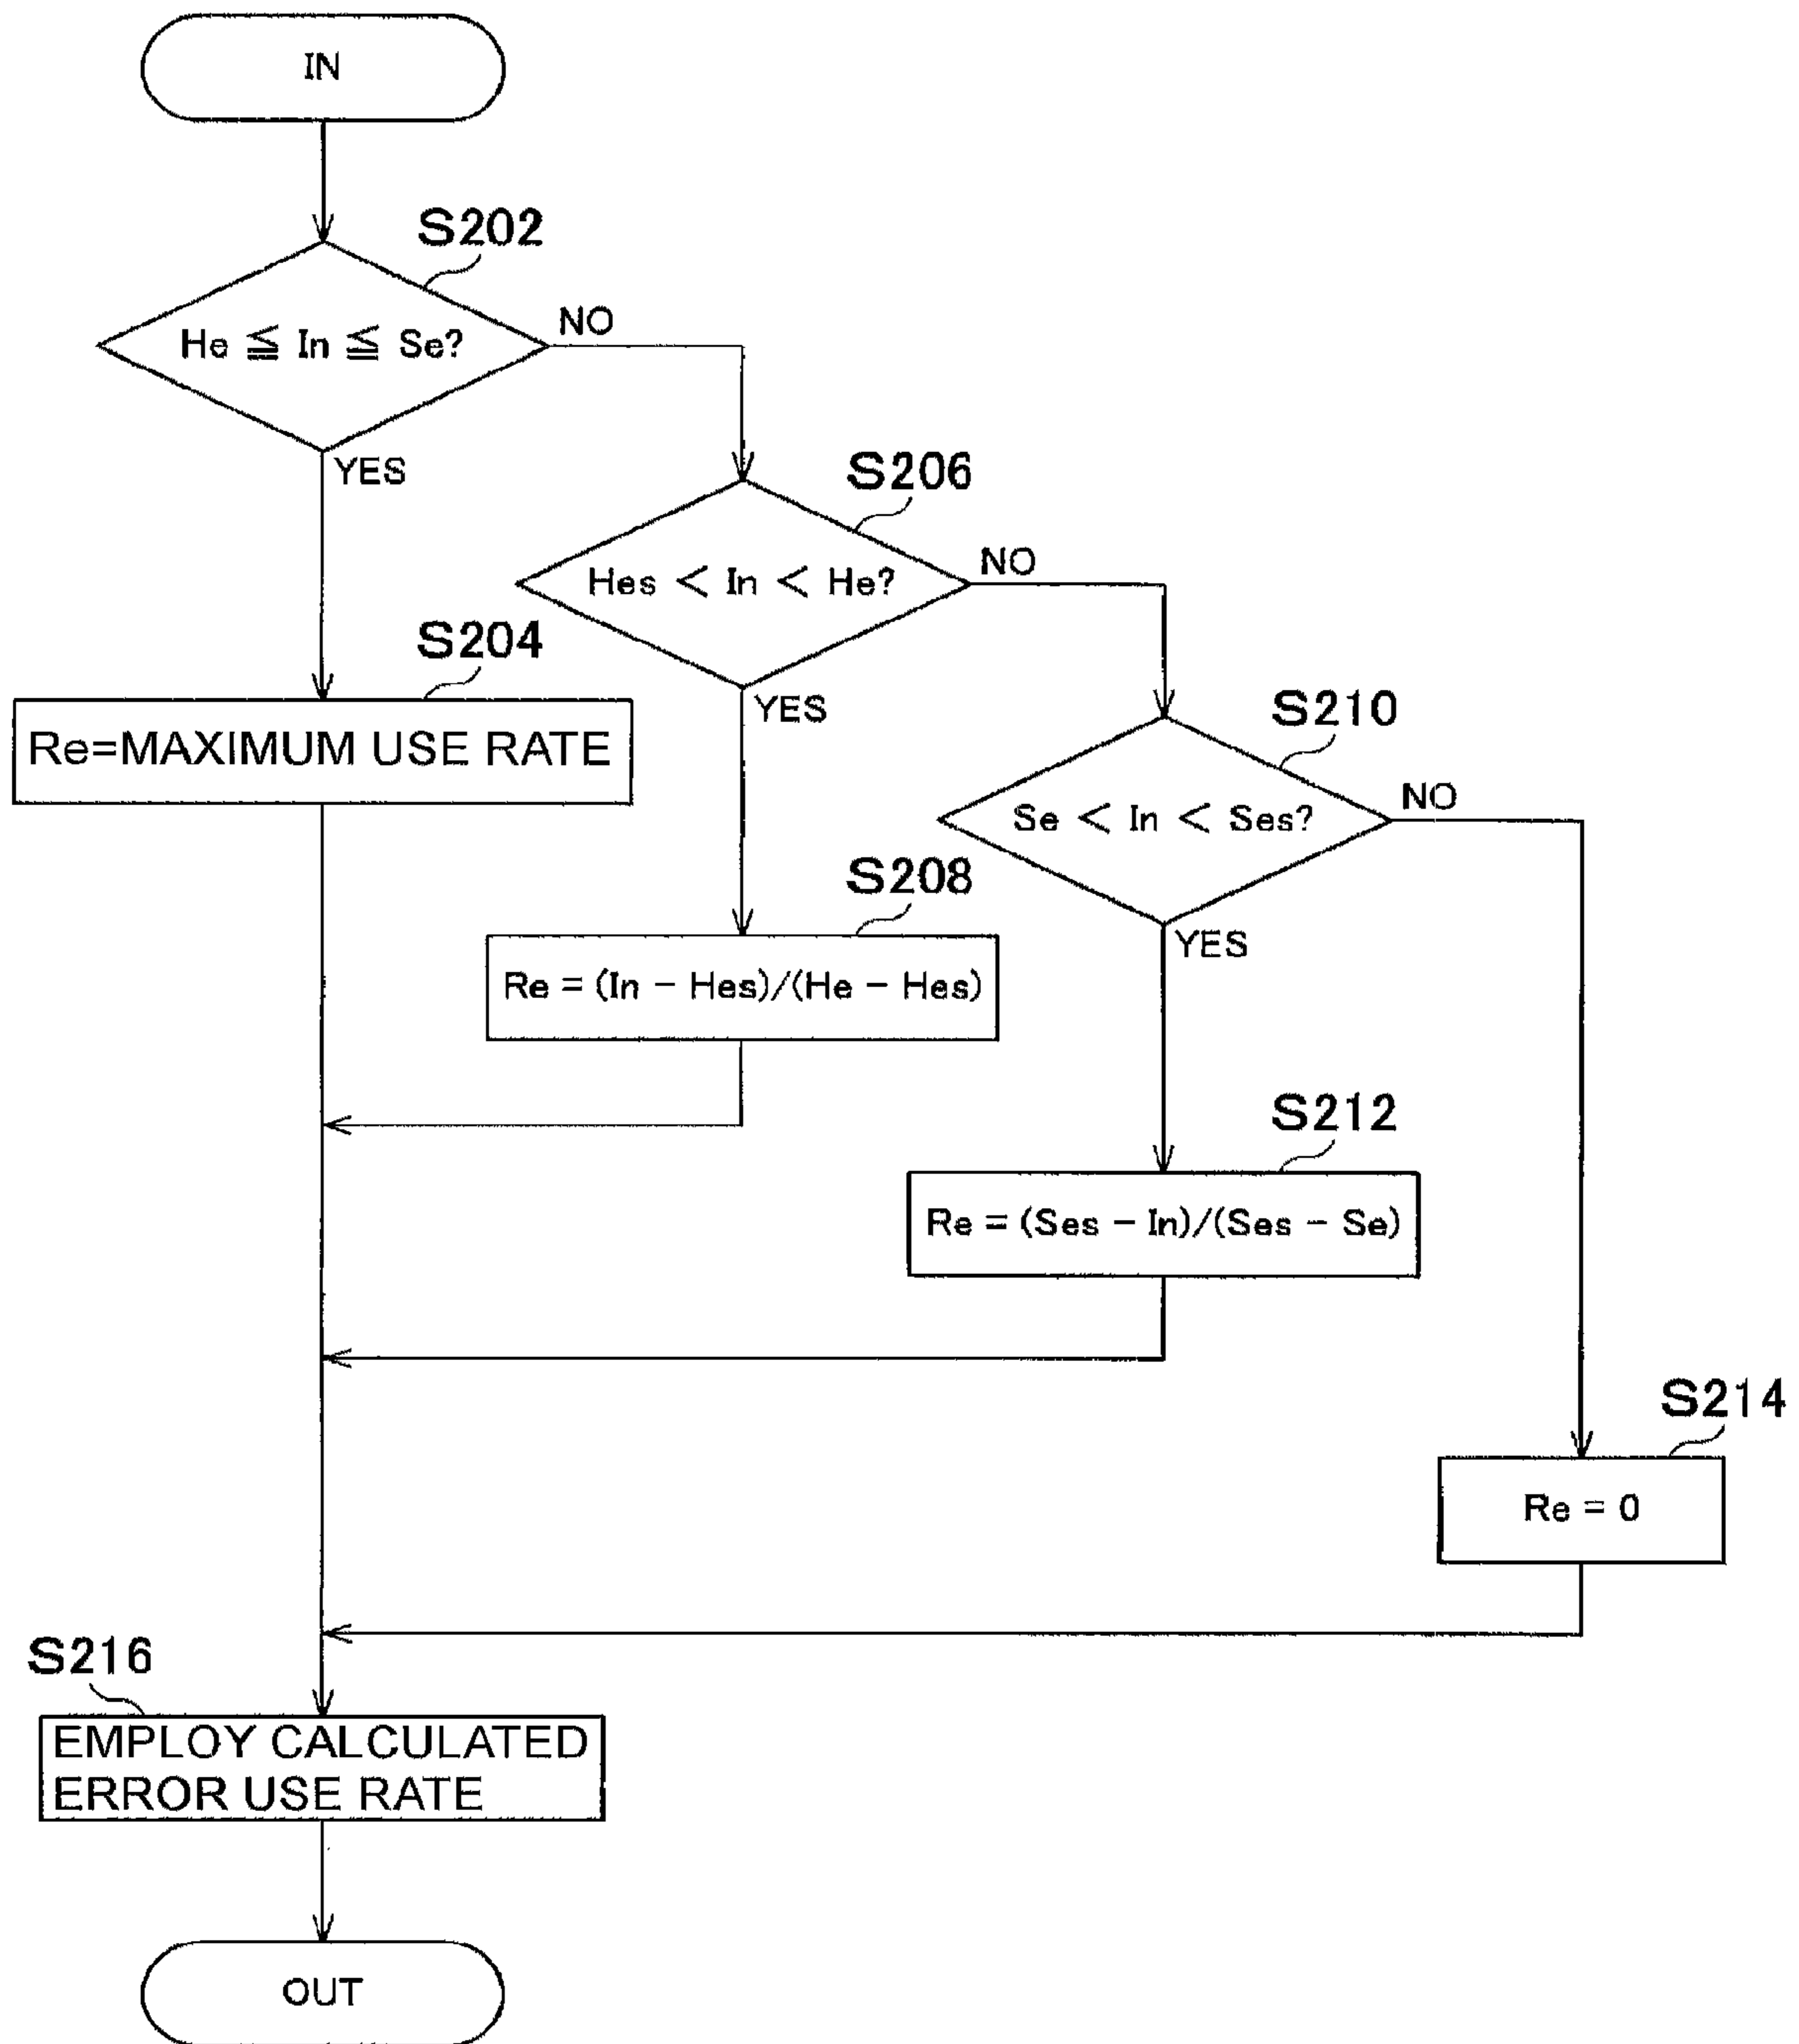 IN
S202
He ≦ In ≦ Se?
NO
YES
S206
Hes < In < He?
NO
YES
S204
Re=MAXIMUM USE RATE
S210
Se < In < Ses?
NO
YES
S208
Re = (In - Hes)/(He - Hes)
S212
Re = (Ses - In)/(Ses - Se)
S214
Re = 0
S216
EMPLOY CALCULATED
ERROR USE RATE
OUT